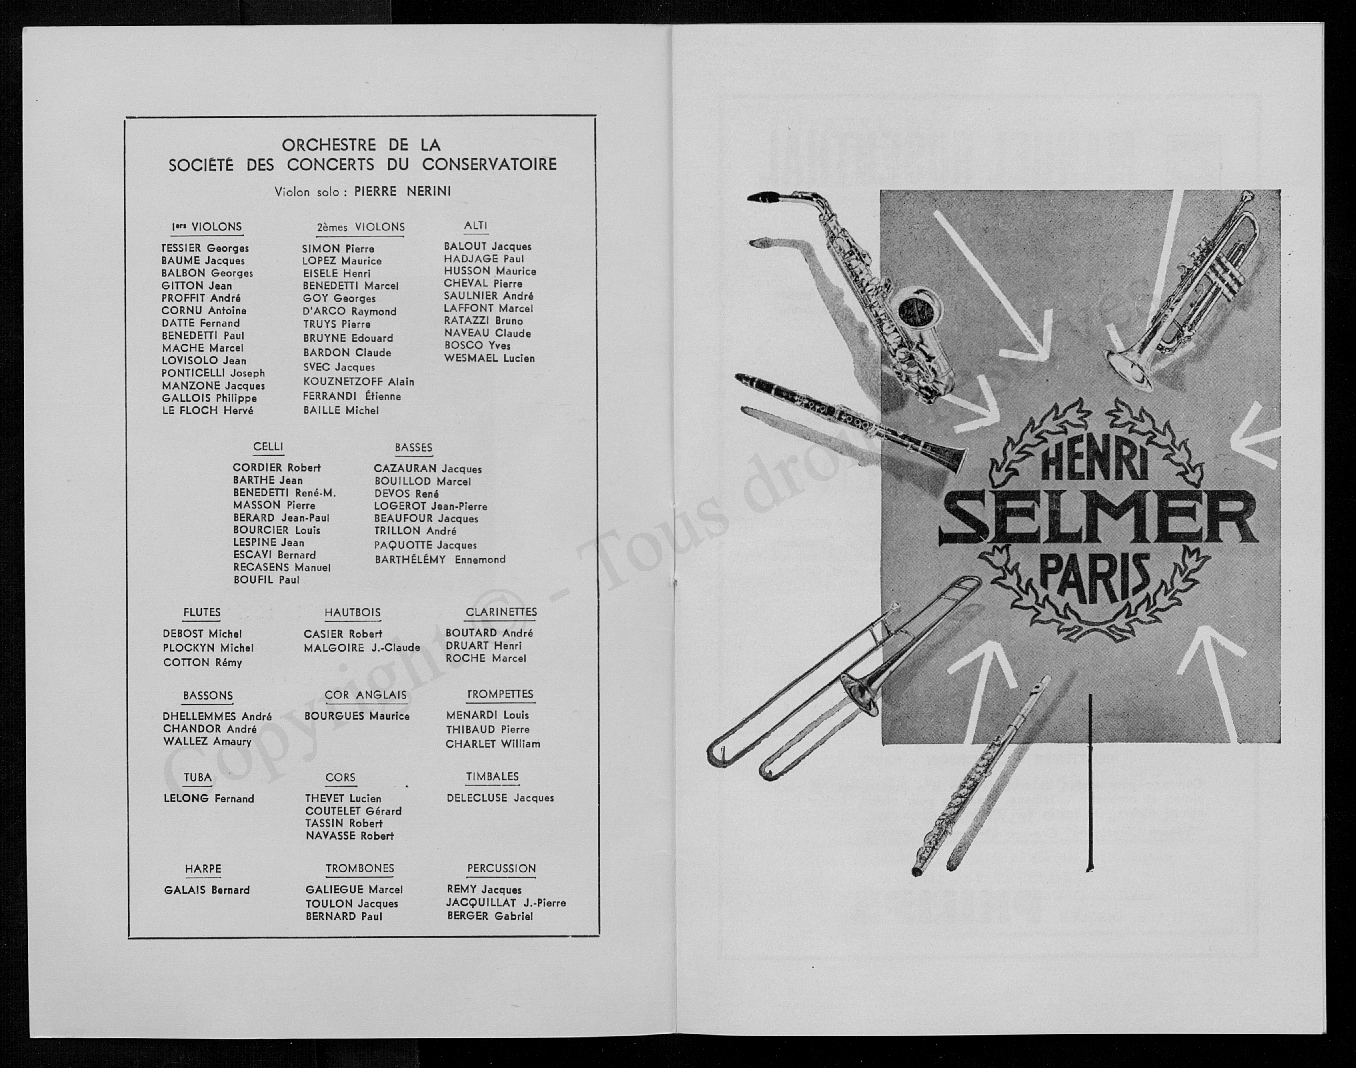 ORCHESTRE DE LA
SOCIÉTÉ DES CONCERTS DU CONSERVATOIRE
Violon solo : PIERRE NERINI
1ers VIOLONS
TESSIER Georges
BAUME Jacques
BALBON Georges
GITTON Jean
PROFFIT André
CORNU Antoine
DATTE Fernand
BENEDETTI Paul
MACHE Marcel
LOVISOLO Jean
PONTICELLI Joseph
MANZONE Jacques
GALLOIS Philippe
LE FLOCH Hervé
2èmes VIOLONS
SIMON Pierre
LOPEZ Maurice
EISELE Henri
BENEDETTI Marcel
GOY Georges
D'ARCO Raymond
TRUYS Pierre
BRUYNE Edouard
BARDON Claude
SVEC Jacques
KOUZNETZOFF Alain
FERRANDI Étienne
BAILLE Michel
ALTI
BALOUT Jacques
HADJAGE Paul
HUSSON Maurice
CHEVAL Pierre
SAULNIER André
LAFFONT Marcel
RATAZZI Bruno
NAVEAU Claude
BOSCO Yves
WESMAEL Lucien
CELLI
CORDIER Robert
BARTHE Jean
BENEDETTI René-M.
MASSON Pierre
BERARD Jean-Paul
BOURCIER Louis
LESPINE Jean
ESCAVI Bernard
RECASENS Manuel
BOUFIL Paul
BASSES
CAZAURAN Jacques
BOUILLOD Marcel
DEVOS René
LOGEROT Jean-Pierre
BEAUFOUR Jacques
TRILLON André
PAQUOTTE Jacques
BARTHÉLÉMY Ennemond
FLUTES
DEBOST Michel
PLOCKYN Michel
COTTON Rémy
HAUTBOIS
CASIER Robert
MALGOIRE J.-Claude
CLARINETTES
BOUTARD André
DRUART Henri
ROCHE Marcel
BASSONS
DHELLEMMES André
CHANDOR André
WALLEZ Amaury
COR ANGLAIS
BOURGUES Maurice
TROMPETTES
MENARDI Louis
THIBAUD Pierre
CHARLET William
TUBA
LELONG Fernand
CORS
THEVET Lucien
COUTELET Gérard
TASSIN Robert
NAVASSE Robert
TIMBALES
DELECLUSE Jacques
HARPE
GALAIS Bernard
TROMBONES
GALIEGUE Marcel
TOULON Jacques
BERNARD Paul
PERCUSSION
REMY Jacques
JACQUILLAT J.-Pierre
BERGER Gabriel
HENRI
SELMER
PARIS
Copyright © - Tous droits